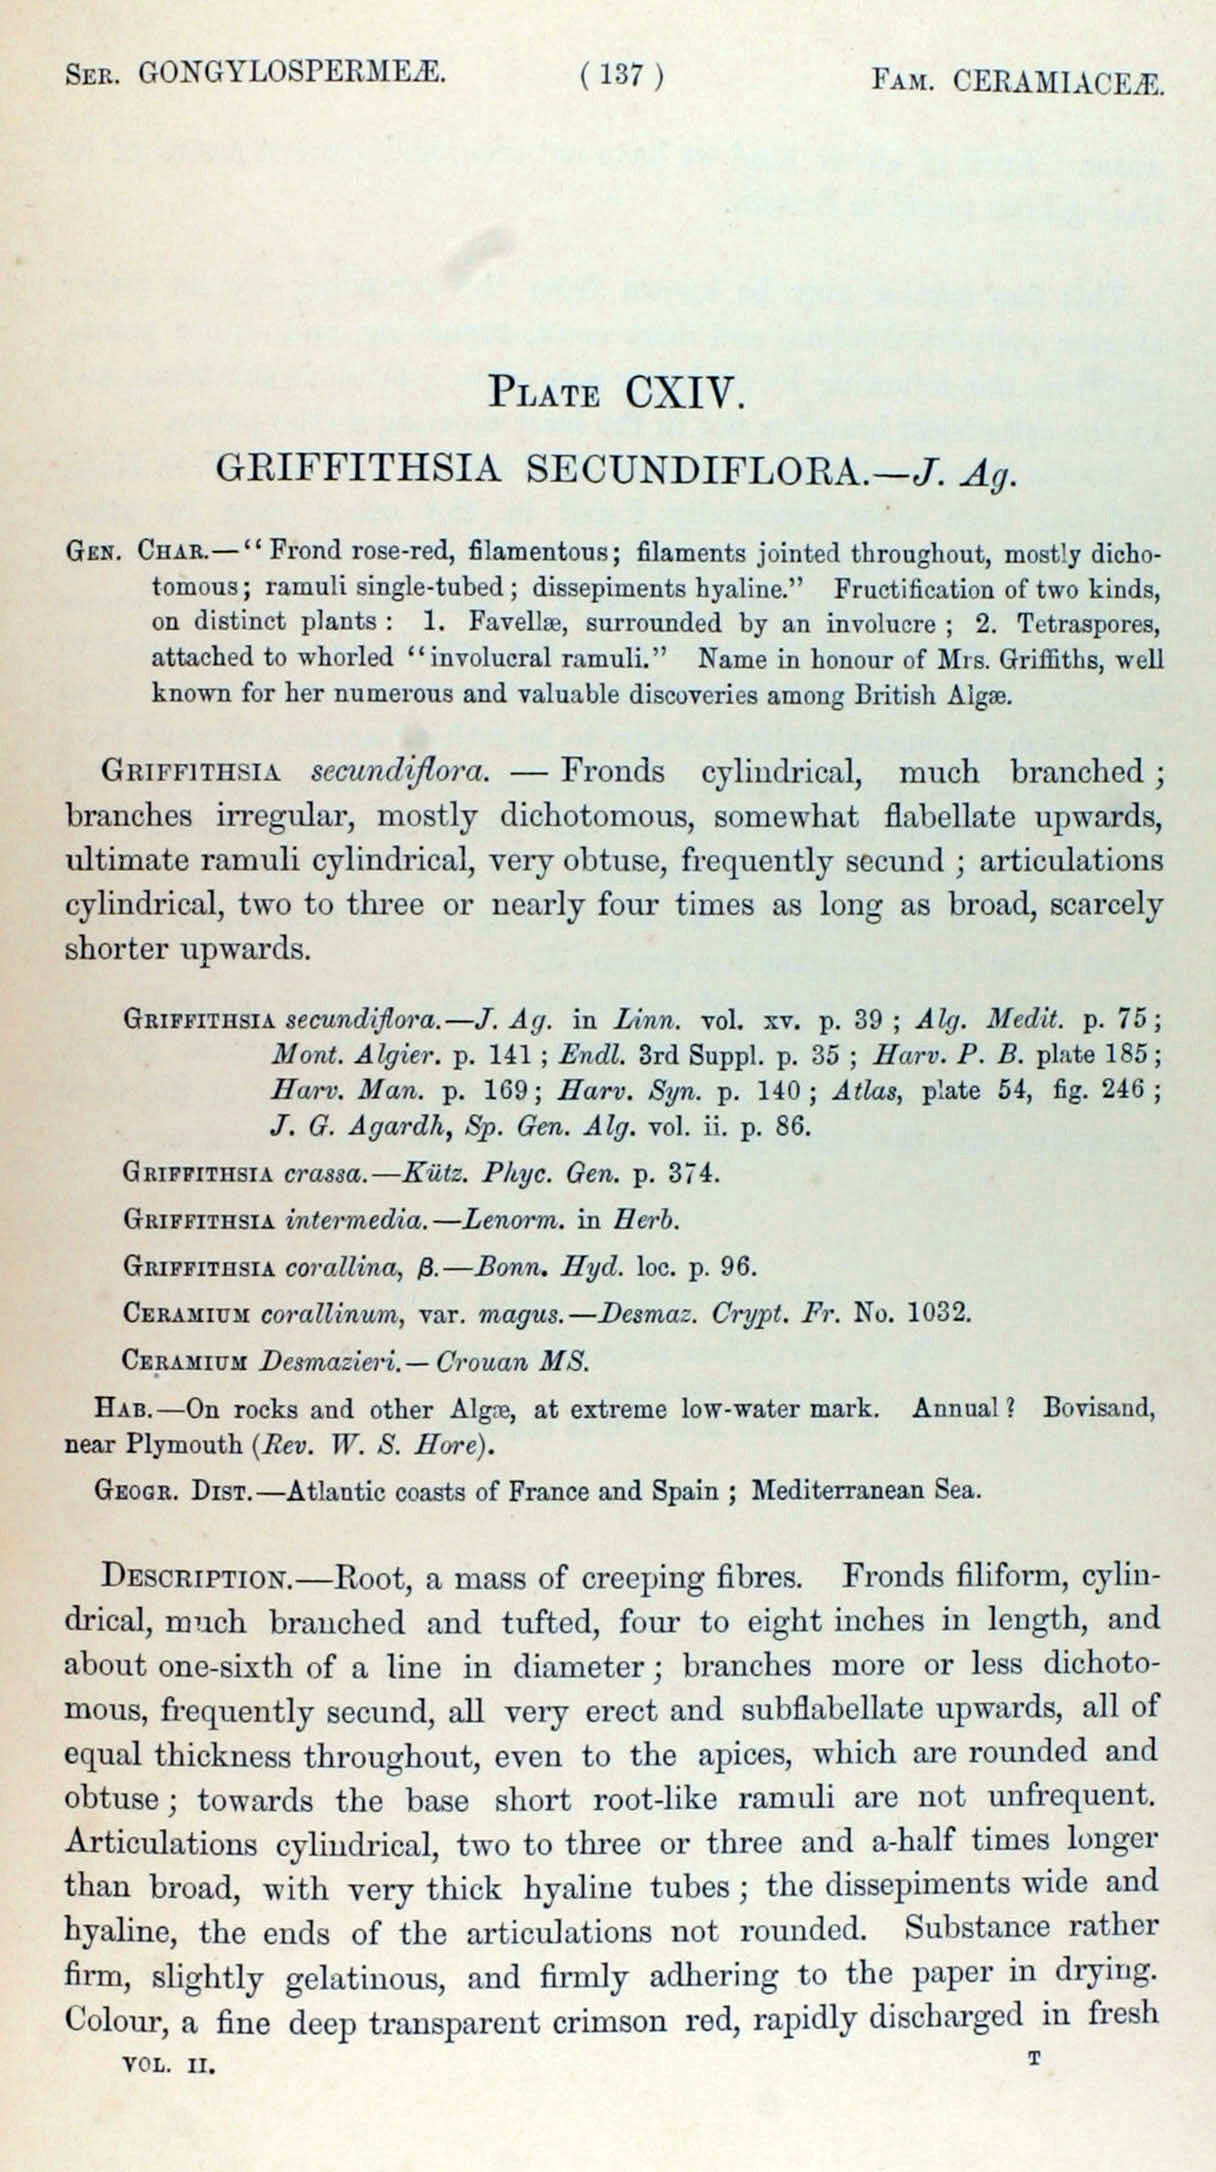 Ser. GONGYLOSPERMEÆ. ( 137 ) Fam. CERAMIACEÆ.
Plate CXIV.
GRIFFITHSIA SECUNDIFLORA.—J. Ag.
Gen. Char.—“Frond rose-red, filamentous; filaments jointed throughout, mostly dicho-
tomous; ramuli single-tubed; dissepiments hyaline.” Fructification of two kinds,
on distinct plants: 1. Favellæ, surrounded by an involucre; 2. Tetraspores,
attached to whorled “involucral ramuli.” Name in honour of Mrs. Griffiths, well
known for her numerous and valuable discoveries among British Algæ.
Griffithsia secundiflora. — Fronds cylindrical, much branched;
branches irregular, mostly dichotomous, somewhat flabellate upwards,
ultimate ramuli cylindrical, very obtuse, frequently secund; articulations
cylindrical, two to three or nearly four times as long as broad, scarcely
shorter upwards.
Griffithsia secundiflora.—J. Ag. in Linn. vol. xv. p. 39; Alg. Medit. p. 75;
Mont. Algier. p. 141; Endl. 3rd Suppl. p. 35; Harv. P. B. plate 185;
Harv. Man. p. 169; Harv. Syn. p. 140; Atlas, plate 54, fig. 246;
J. G. Agardh, Sp. Gen. Alg. vol. ii. p. 86.
Griffithsia crassa.—Kütz. Phyc. Gen. p. 374.
Griffithsia intermedia.—Lenorm. in Herb.
Griffithsia corallina, β.—Bonn. Hyd. loc. p. 96.
Ceramium corallinum, var. magus.—Desmaz. Crypt. Fr. No. 1032.
Ceramium Desmazieri.—Crouan MS.
Hab.—On rocks and other Algæ, at extreme low-water mark. Annual? Bovisand,
near Plymouth (Rev. W. S. Hore).
Geogr. Dist.—Atlantic coasts of France and Spain; Mediterranean Sea.
Description.—Root, a mass of creeping fibres. Fronds filiform, cylin-
drical, much branched and tufted, four to eight inches in length, and
about one-sixth of a line in diameter; branches more or less dichoto-
mous, frequently secund, all very erect and subflabellate upwards, all of
equal thickness throughout, even to the apices, which are rounded and
obtuse; towards the base short root-like ramuli are not unfrequent.
Articulations cylindrical, two to three or three and a-half times longer
than broad, with very thick hyaline tubes; the dissepiments wide and
hyaline, the ends of the articulations not rounded. Substance rather
firm, slightly gelatinous, and firmly adhering to the paper in drying.
Colour, a fine deep transparent crimson red, rapidly discharged in fresh
VOL. II. T